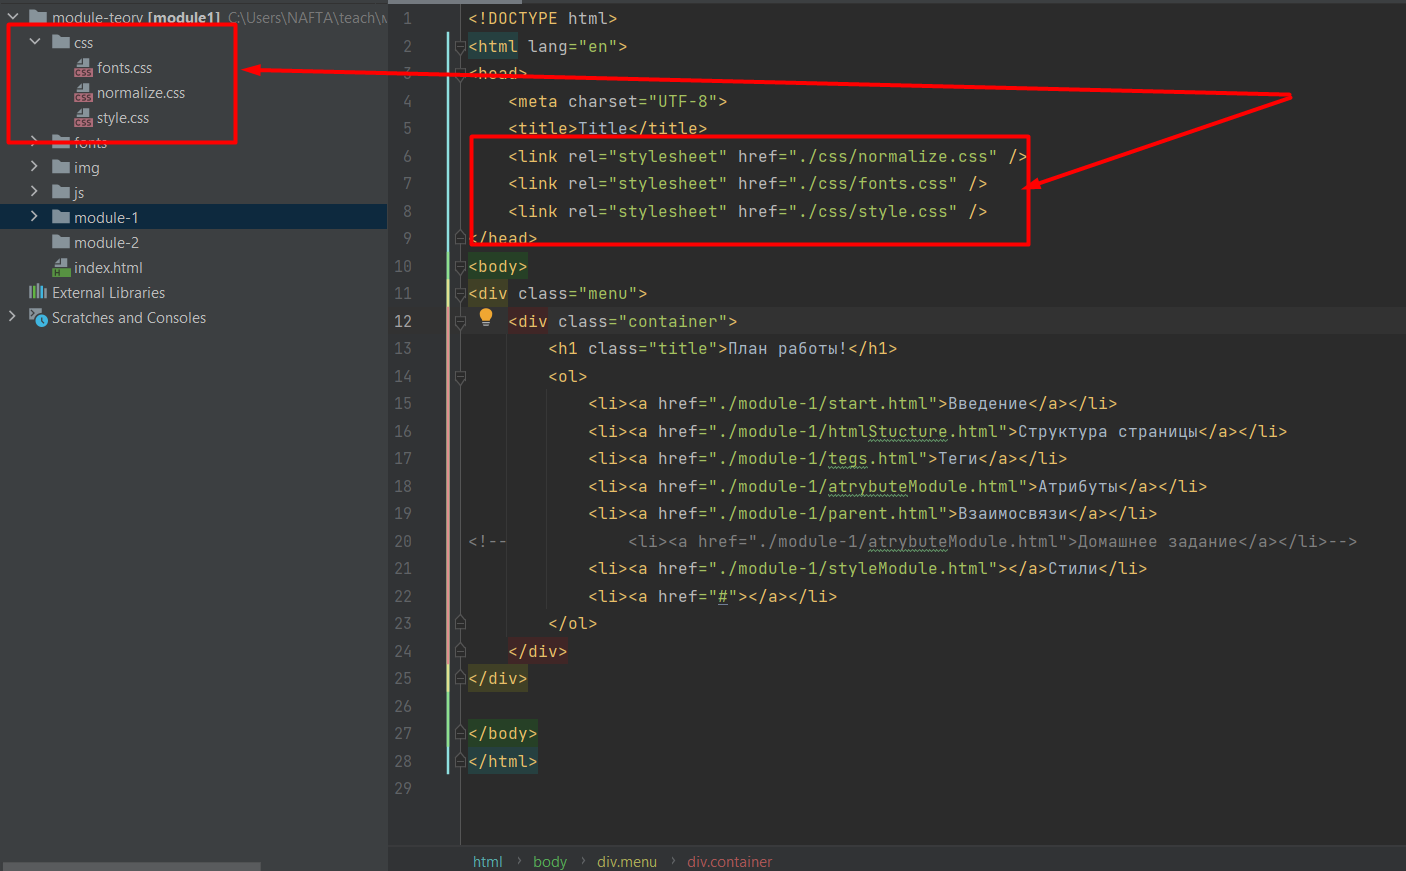 module-teory [module1] C:\Users\NAFTA\teach\
css
fonts.css
normalize.css
style.css
fonts
img
js
module-1
module-2
index.html
External Libraries
Scratches and Consoles
1 <!DOCTYPE html>
2 <html lang="en">
3 <head>
4 <meta charset="UTF-8">
5 <title>Title</title>
6 <link rel="stylesheet" href="./css/normalize.css" />
7 <link rel="stylesheet" href="./css/fonts.css" />
8 <link rel="stylesheet" href="./css/style.css" />
9 </head>
10 <body>
11 <div class="menu">
12 <div class="container">
13 <h1 class="title">План работы!</h1>
14 <ol>
15 <li><a href="./module-1/start.html">Введение</a></li>
16 <li><a href="./module-1/htmlStucture.html">Структура страницы</a></li>
17 <li><a href="./module-1/tegs.html">Теги</a></li>
18 <li><a href="./module-1/atrybuteModule.html">Атрибуты</a></li>
19 <li><a href="./module-1/parent.html">Взаимосвязи</a></li>
20 <!-- <li><a href="./module-1/atrybuteModule.html">Домашнее задание</a></li>-->
21 <li><a href="./module-1/styleModule.html"></a>Стили</li>
22 <li><a href="#"></a></li>
23 </ol>
24 </div>
25 </div>
26
27 </body>
28 </html>
29
html › body › div.menu › div.container